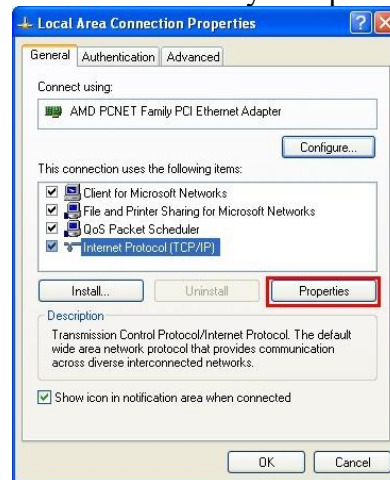 Local Area Connection Properties
General Authentication Advanced
Connect using:
AMD PCNET Family PCI Ethernet Adapter
Configure...
This connection uses the following items:
Client for Microsoft Networks
File and Printer Sharing for Microsoft Networks
QoS Packet Scheduler
Internet Protocol (TCP/IP)
Install... Uninstall Properties
Description
Transmission Control Protocol/Internet Protocol. The default
wide area network protocol that provides communication
across diverse interconnected networks.
Show icon in notification area when connected
OK Cancel